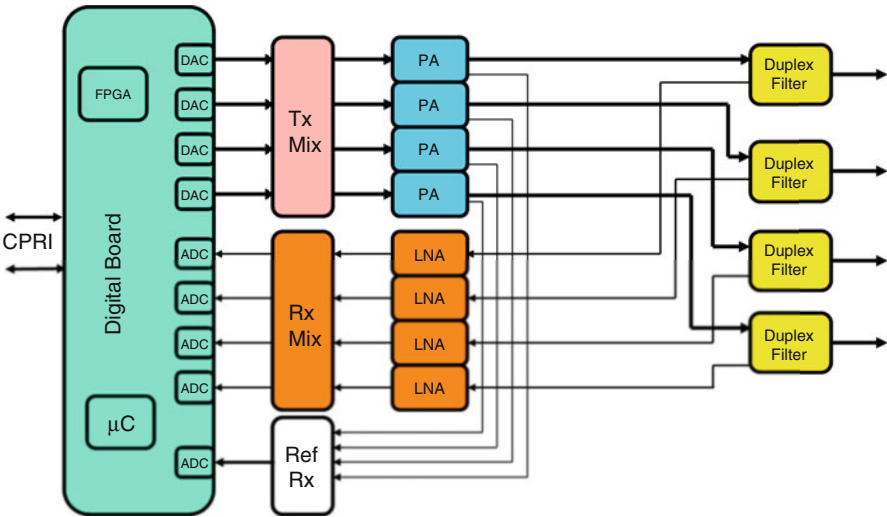 FPGA
CPRI
Digital Board
μC
DAC
DAC
DAC
DAC
ADC
ADC
ADC
ADC
ADC
Tx
Mix
Rx
Mix
Ref
Rx
PA
PA
PA
PA
LNA
LNA
LNA
LNA
Duplex
Filter
Duplex
Filter
Duplex
Filter
Duplex
Filter